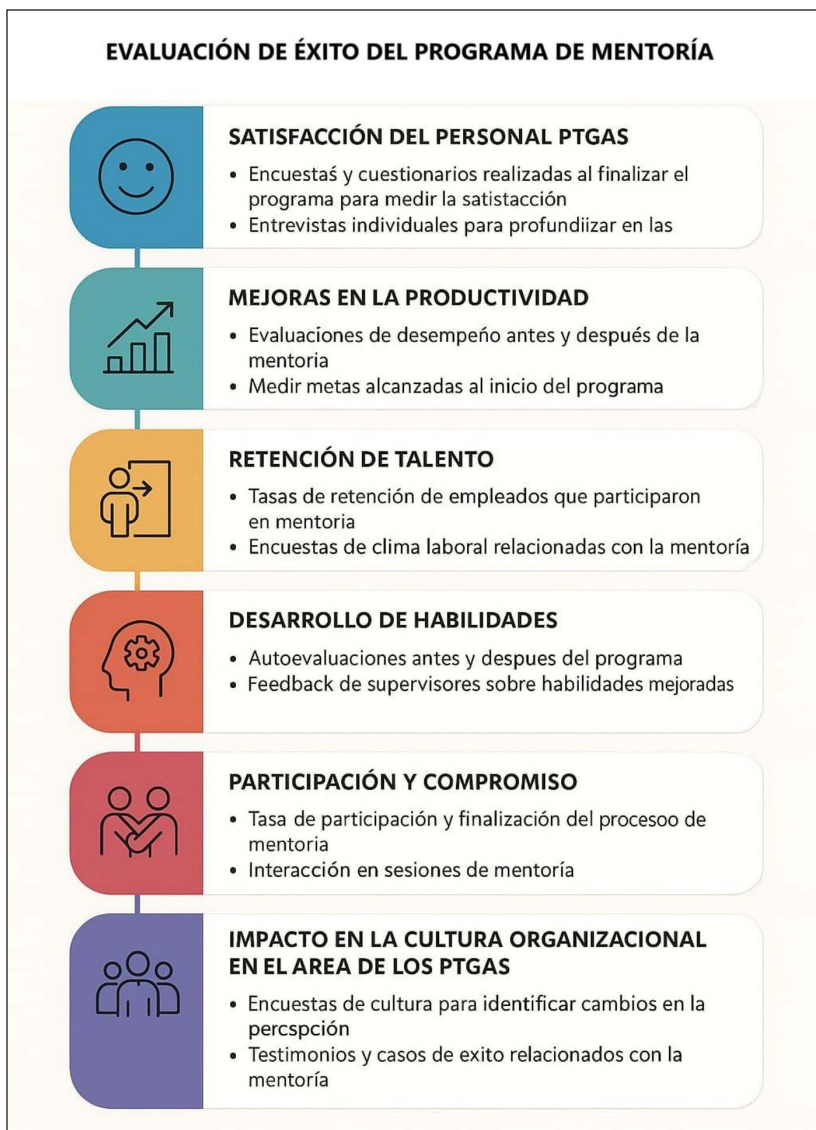 EVALUACIÓN DE ÉXITO DEL PROGRAMA DE MENTORÍA
SATISFACCIÓN DEL PERSONAL PTGAS
• Encuestaś y cuestionarios realizadas al finalizar el
programa para medir la satistacción
• Entrevistas individuales para profundiizar en las
MEJORAS EN LA PRODUCTIVIDAD
• Evaluaciones de desempeño antes y después de la
mentoria
• Medir metas alcanzadas al inicio del programa
RETENCIÓN DE TALENTO
• Tasas de retención de empleados que participaron
en mentoria
• Encuestas de clima laboral relacionadas con la mentoría
DESARROLLO DE HABILIDADES
• Autoevaluaciones antes y despues del programa
• Feedback de supervisores sobre habilidades mejoradas
PARTICIPACIÓN Y COMPROMISO
• Tasa de participación y finalización del procesoo de
mentoria
• Interacción en sesiones de mentoría
IMPACTO EN LA CULTURA ORGANIZACIONAL
EN EL AREA DE LOS PTGAS
• Encuestas de cultura para identificar cambios en la
percspción
• Testimonios y casos de exito relacionados con la
mentoría